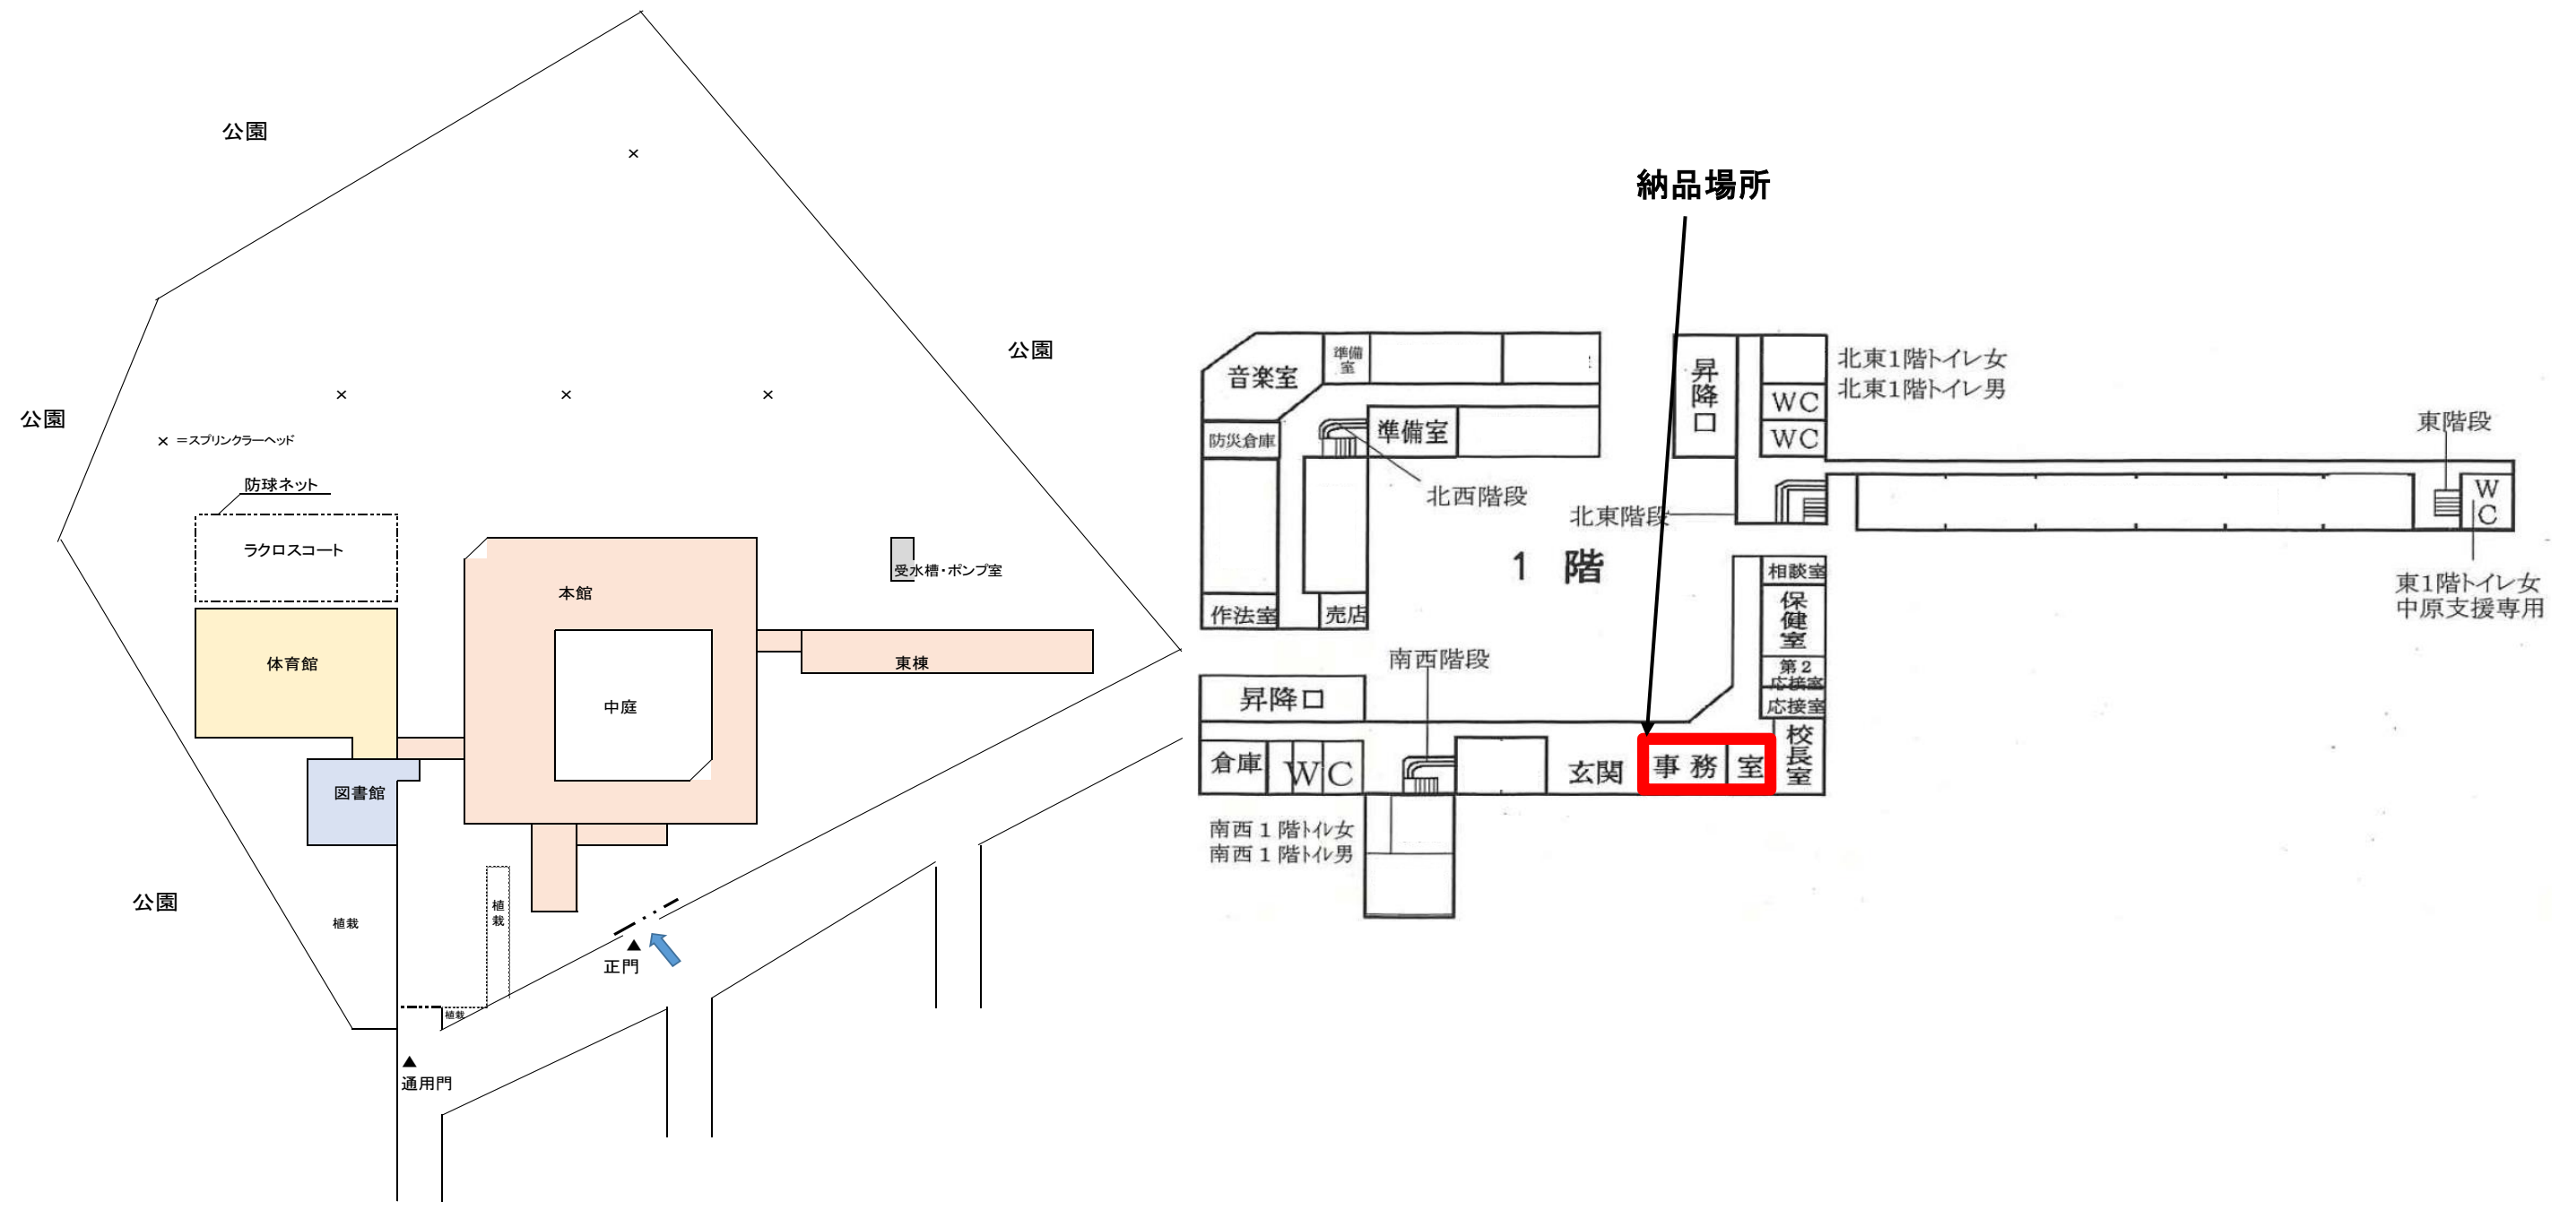 公園
×
公園
× × ×
公園
× ＝スプリンクラーヘッド
防球ネット
ラクロスコート
受水槽・ポンプ室
本館
体育館
東棟
中庭
図書館
公園
植栽
植栽
正門
植栽
通用門
納品場所
音楽室
準備室
昇降口
北東1階トイレ女
北東1階トイレ男
WC
WC
防災倉庫
準備室
東階段
北西階段
北東階段
WC
1 階
相談室
東1階トイレ女
中原支援専用
作法室
売店
保健室
南西階段
第2応接室
昇降口
応接室
校長室
倉庫
WC
玄関
事務室
南西1階ﾄｲﾚ女
南西1階ﾄｲﾚ男